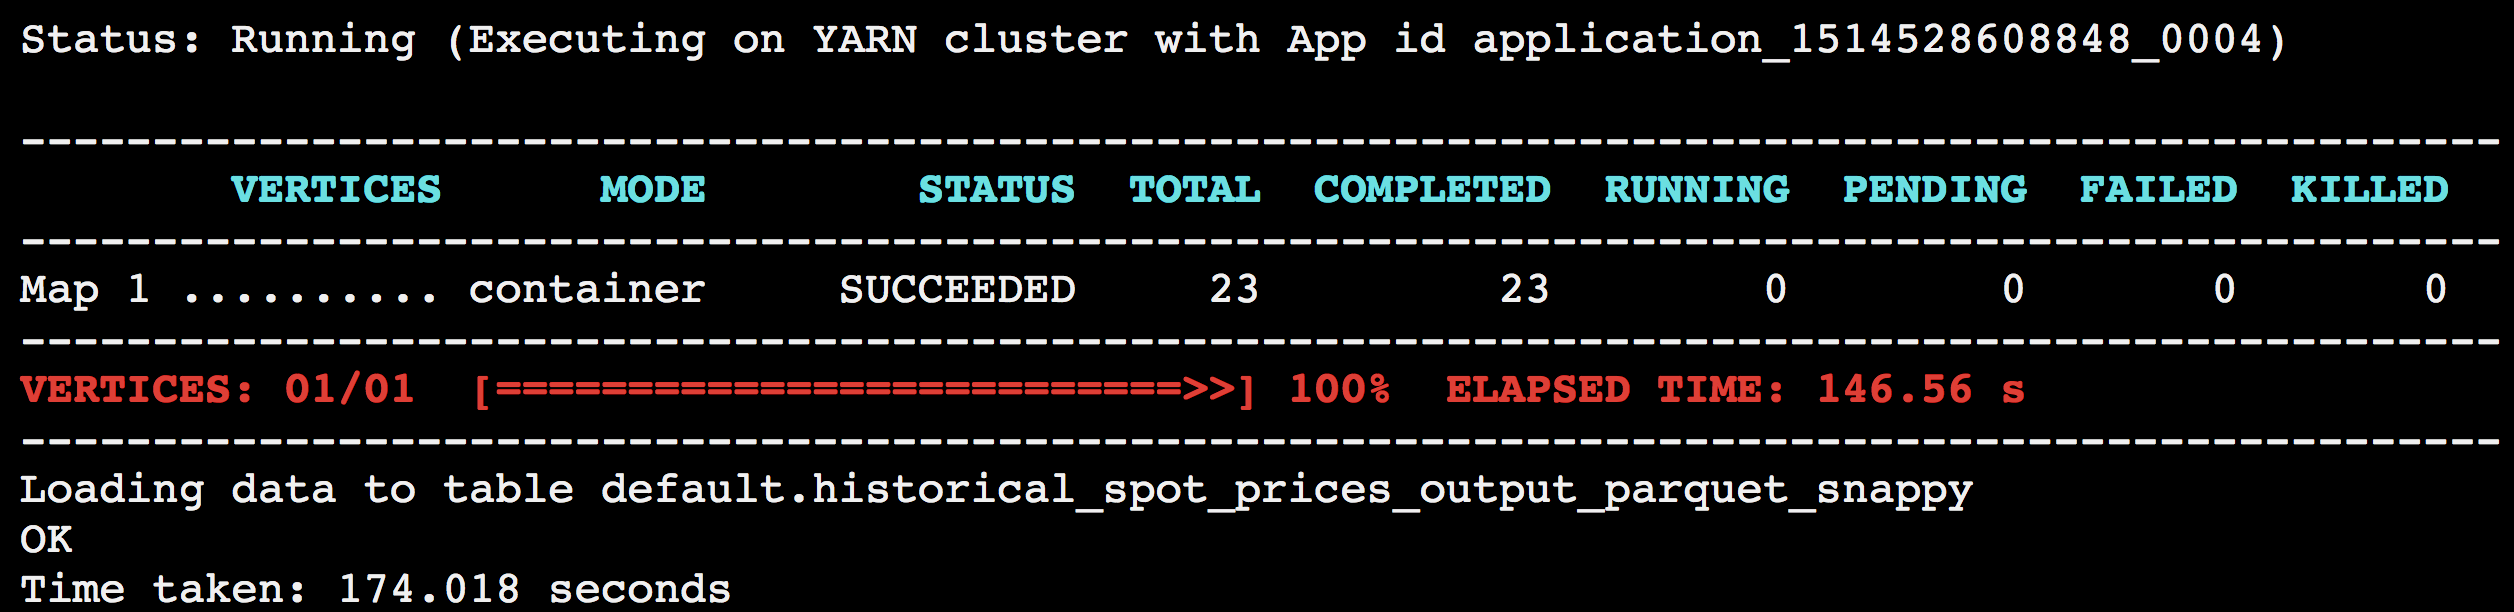 Status: Running (Executing on YARN cluster with App id application_1514528608848_0004)
----------------------------------------------------------------------------------------------
        VERTICES      MODE        STATUS  TOTAL  COMPLETED  RUNNING  PENDING  FAILED  KILLED
----------------------------------------------------------------------------------------------
Map 1 .......... container     SUCCEEDED     23         23        0        0       0       0
----------------------------------------------------------------------------------------------
VERTICES: 01/01  [==========================>>] 100%  ELAPSED TIME: 146.56 s
----------------------------------------------------------------------------------------------
Loading data to table default.historical_spot_prices_output_parquet_snappy
OK
Time taken: 174.018 seconds